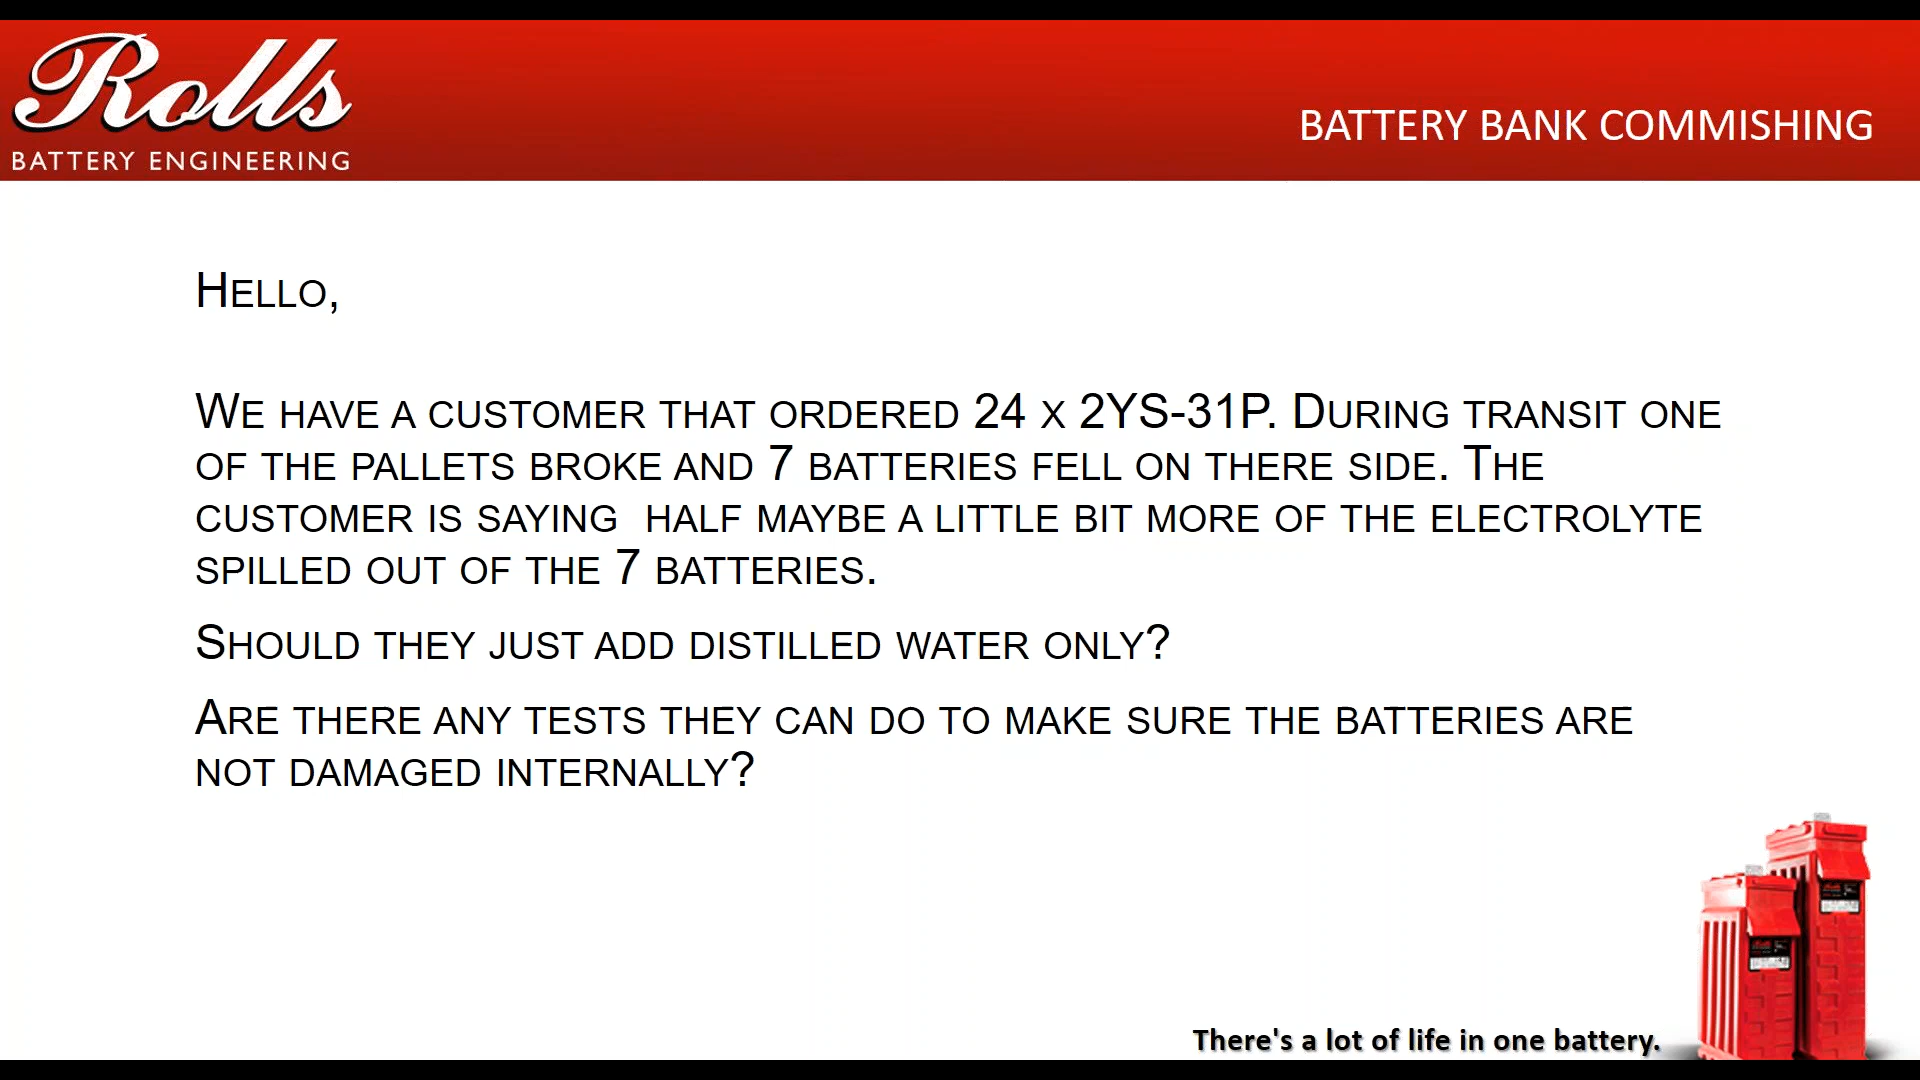 Rolls
BATTERY ENGINEERING
BATTERY BANK COMMISHING
Hello,
We have a customer that ordered 24 x 2YS-31P. During transit one
of the pallets broke and 7 batteries fell on there side. The
customer is saying  half maybe a little bit more of the electrolyte
spilled out of the 7 batteries.
Should they just add distilled water only?
Are there any tests they can do to make sure the batteries are
not damaged internally?
There's a lot of life in one battery.